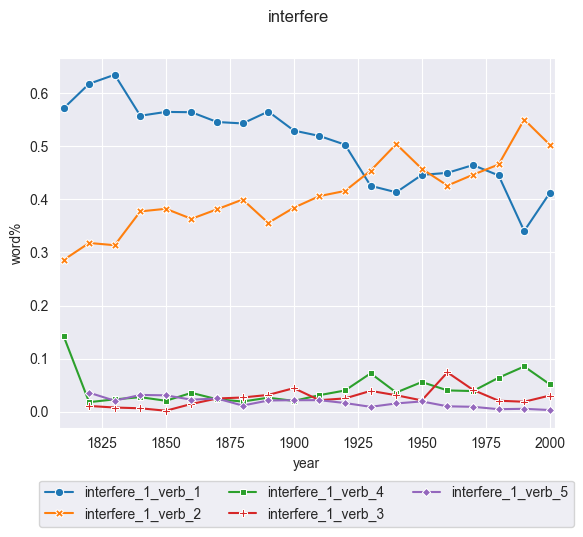 interfere
0.6
0.5
0.4
0.3
0.2
0.1
0.0
word%
1825 1850 1875 1900 1925 1950 1975 2000
year
interfere_1_verb_1 interfere_1_verb_4 interfere_1_verb_5
interfere_1_verb_2 interfere_1_verb_3